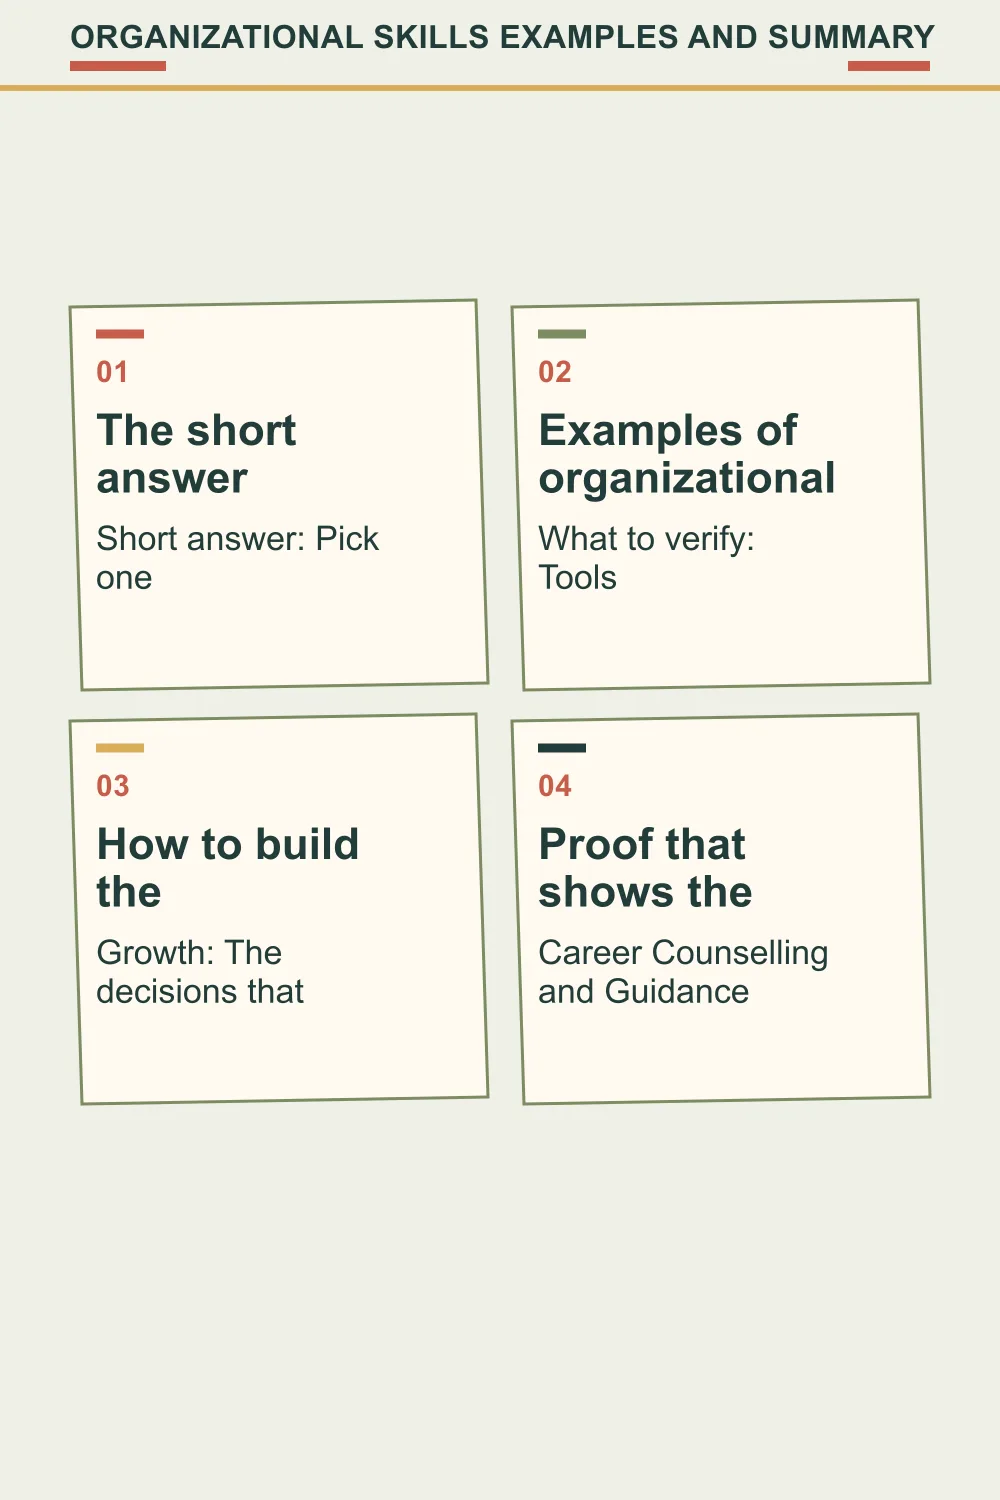 ORGANIZATIONAL SKILLS EXAMPLES AND SUMMARY
01
The short
answer
Short answer: Pick
one
02
Examples of
organizational
What to verify:
Tools
03
How to build
the
Growth: The
decisions that
04
Proof that
shows the
Career Counselling
and Guidance